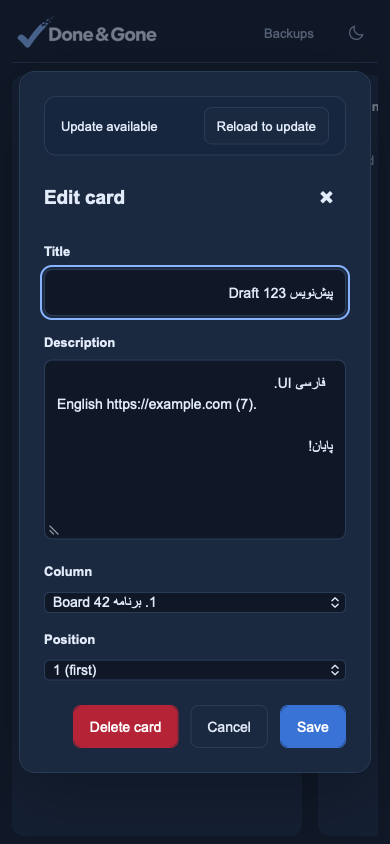 Done & Gone
Backups
Update available
Reload to update
Edit card
Title
پیش‌نویس Draft 123
Description
فارسی UI.
English https://example.com (7).
پایان!
Column
1. برنامه Board 42
Position
1 (first)
Delete card
Cancel
Save